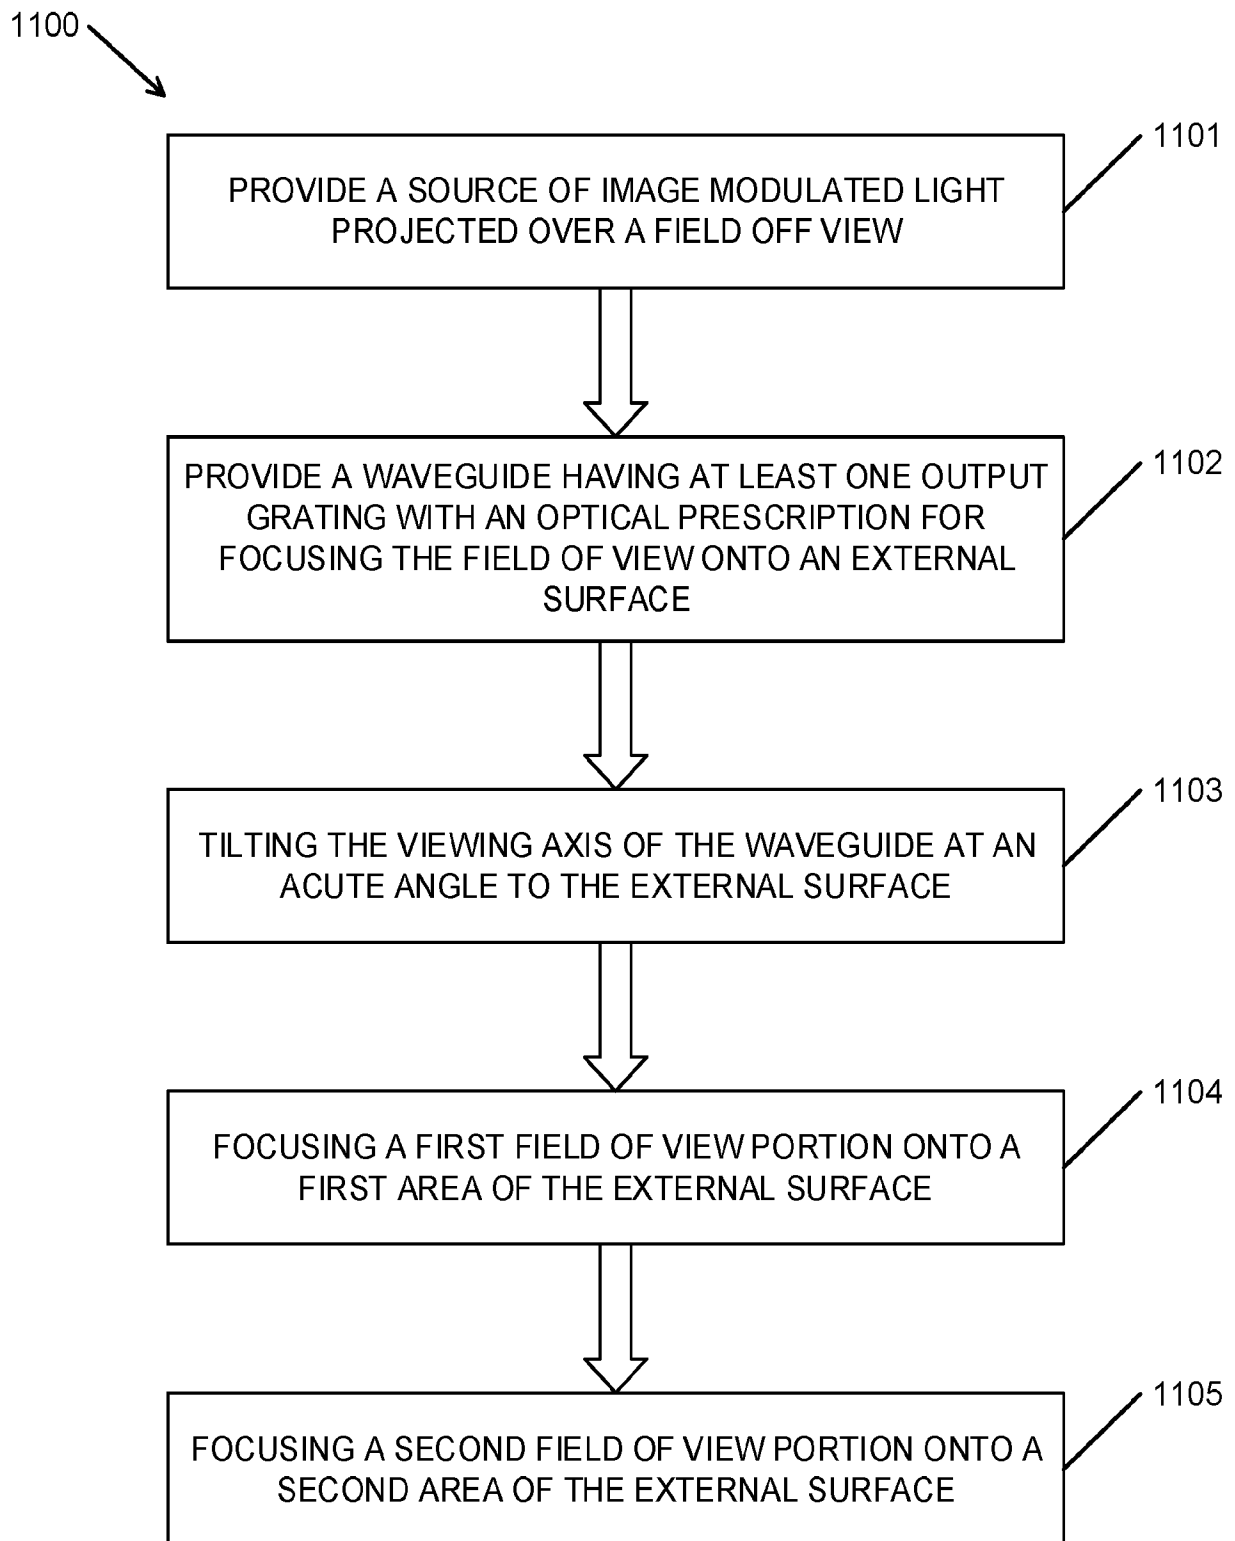 1100
1101
PROVIDE A SOURCE OF IMAGE MODULATED LIGHT
PROJECTED OVER A FIELD OFF VIEW
1102
PROVIDE A WAVEGUIDE HAVING AT LEAST ONE OUTPUT
GRATING WITH AN OPTICAL PRESCRIPTION FOR
FOCUSING THE FIELD OF VIEW ONTO AN EXTERNAL
SURFACE
1103
TILTING THE VIEWING AXIS OF THE WAVEGUIDE AT AN
ACUTE ANGLE TO THE EXTERNAL SURFACE
1104
FOCUSING A FIRST FIELD OF VIEW PORTION ONTO A
FIRST AREA OF THE EXTERNAL SURFACE
1105
FOCUSING A SECOND FIELD OF VIEW PORTION ONTO A
SECOND AREA OF THE EXTERNAL SURFACE